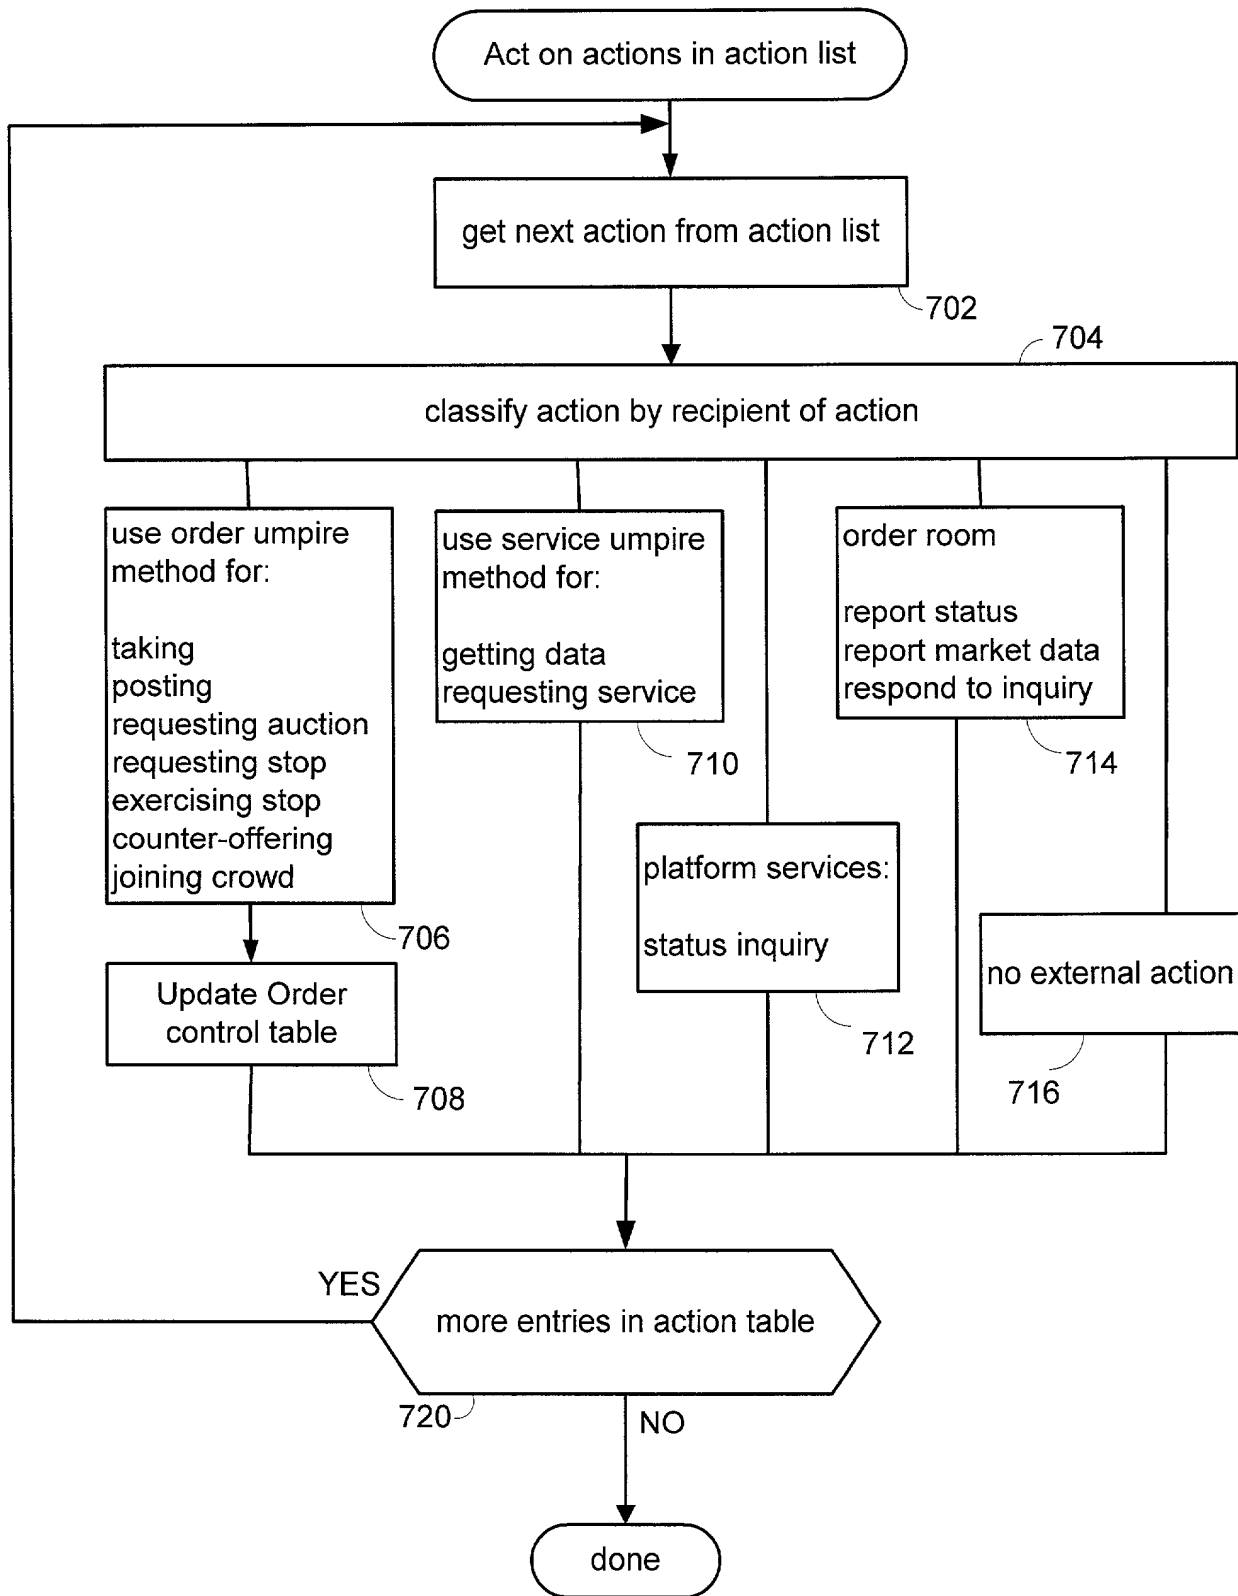 Act on actions in action list
get next action from action list
702
704
classify action by recipient of action
use order umpire
method for:
taking
posting
requesting auction
requesting stop
exercising stop
counter-offering
joining crowd
706
Update Order
control table
708
use service umpire
method for:
getting data
requesting service
710
platform services:
status inquiry
712
order room
report status
report market data
respond to inquiry
714
no external action
716
YES
more entries in action table
720
NO
done